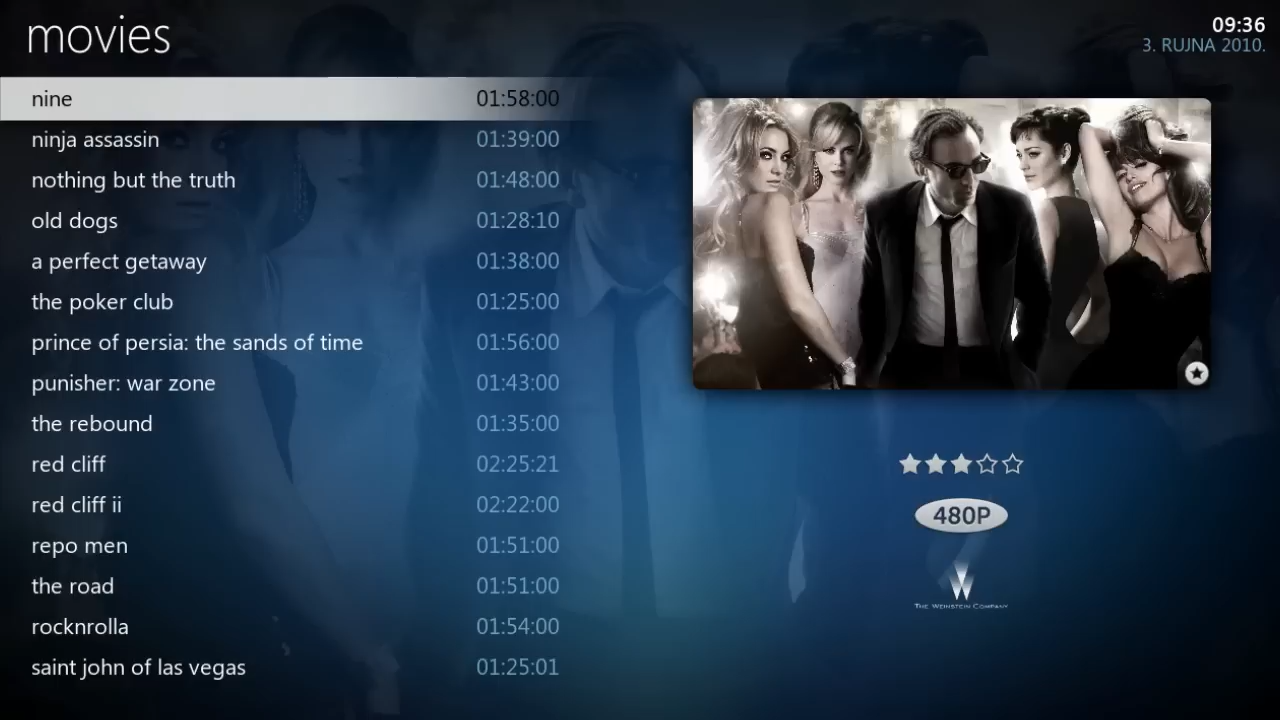 movies
09:36
3. RUJNA 2010.
nine 01:58:00
ninja assassin 01:39:00
nothing but the truth 01:48:00
old dogs 01:28:10
a perfect getaway 01:38:00
the poker club 01:25:00
prince of persia: the sands of time 01:56:00
punisher: war zone 01:43:00
the rebound 01:35:00
red cliff 02:25:21
red cliff ii 02:22:00
repo men 01:51:00
the road 01:51:00
rocknrolla 01:54:00
saint john of las vegas 01:25:01
480P
THE WEINSTEIN COMPANY